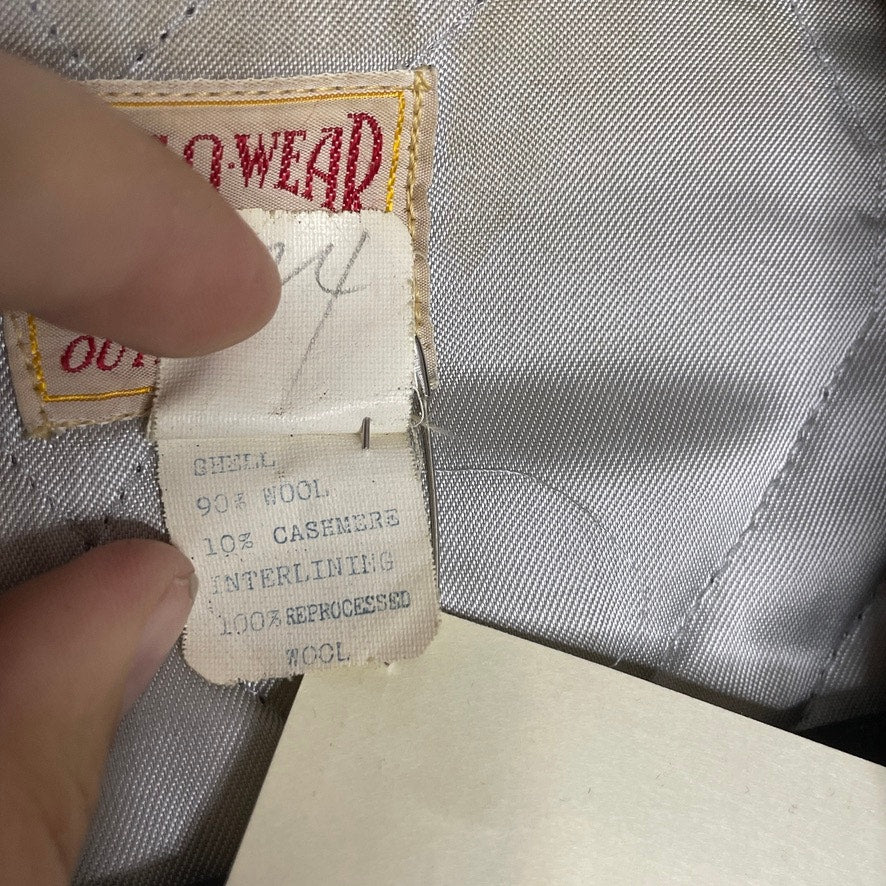 O·WEAR
24
OUT
SHELL
90% WOOL
10% CASHMERE
INTERLINING
100% REPROCESSED
WOOL